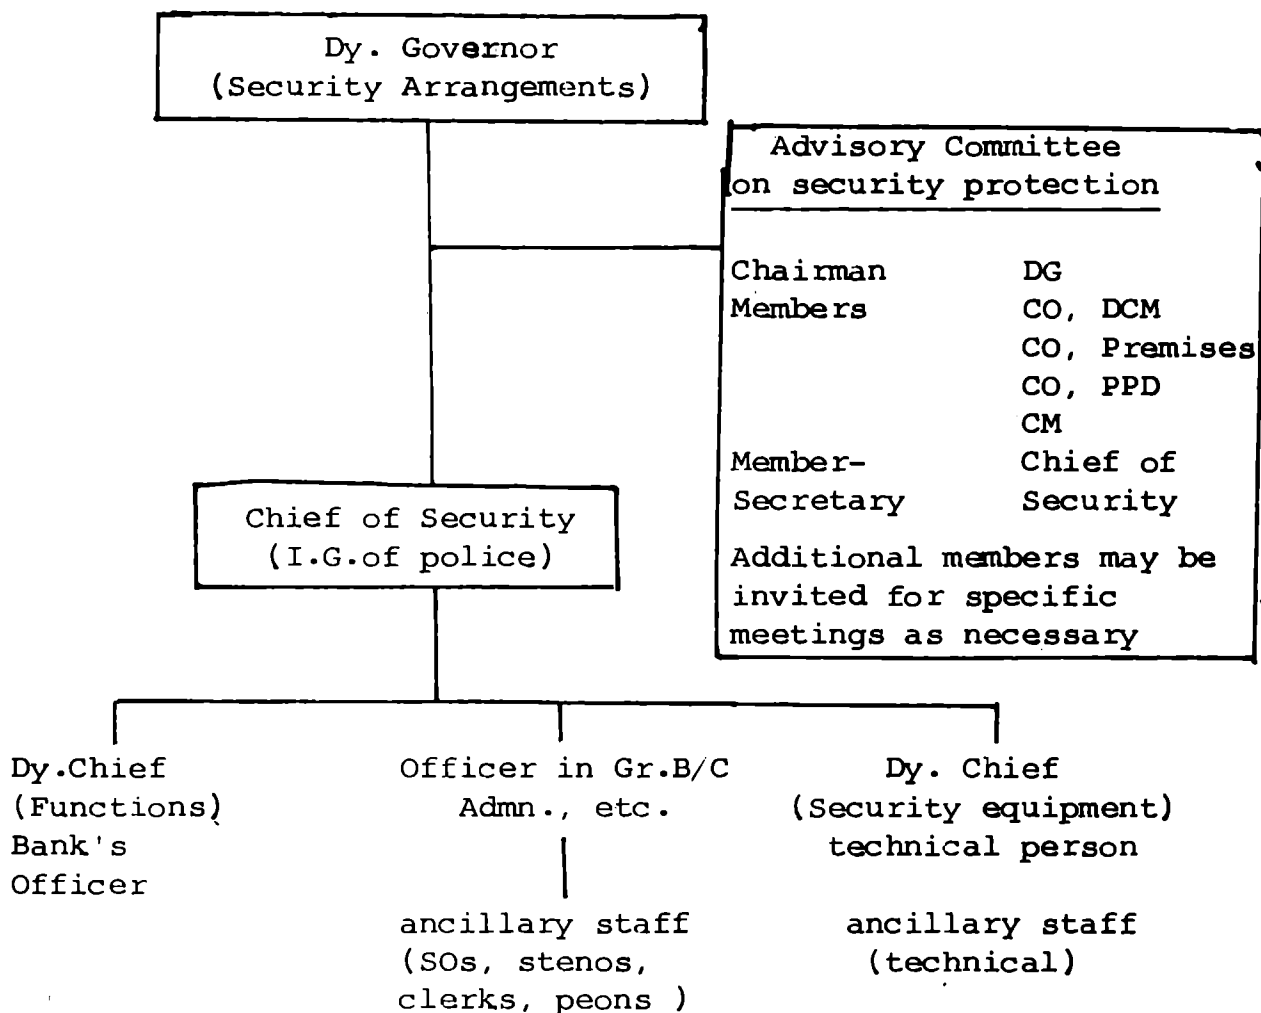 Dy. Governor
(Security Arrangements)
Advisory Committee
on security protection
Chairman DG
Members CO, DCM
CO, Premises
CO, PPD
CM
Member- Chief of
Secretary Security
Additional members may be
invited for specific
meetings as necessary
Chief of Security
(I.G.of police)
Dy.Chief
(Functions)
Bank's
Officer
Officer in Gr.B/C
Admn., etc.
ancillary staff
(SOs, stenos,
clerks, peons )
Dy. Chief
(Security equipment)
technical person
ancillary staff
(technical)